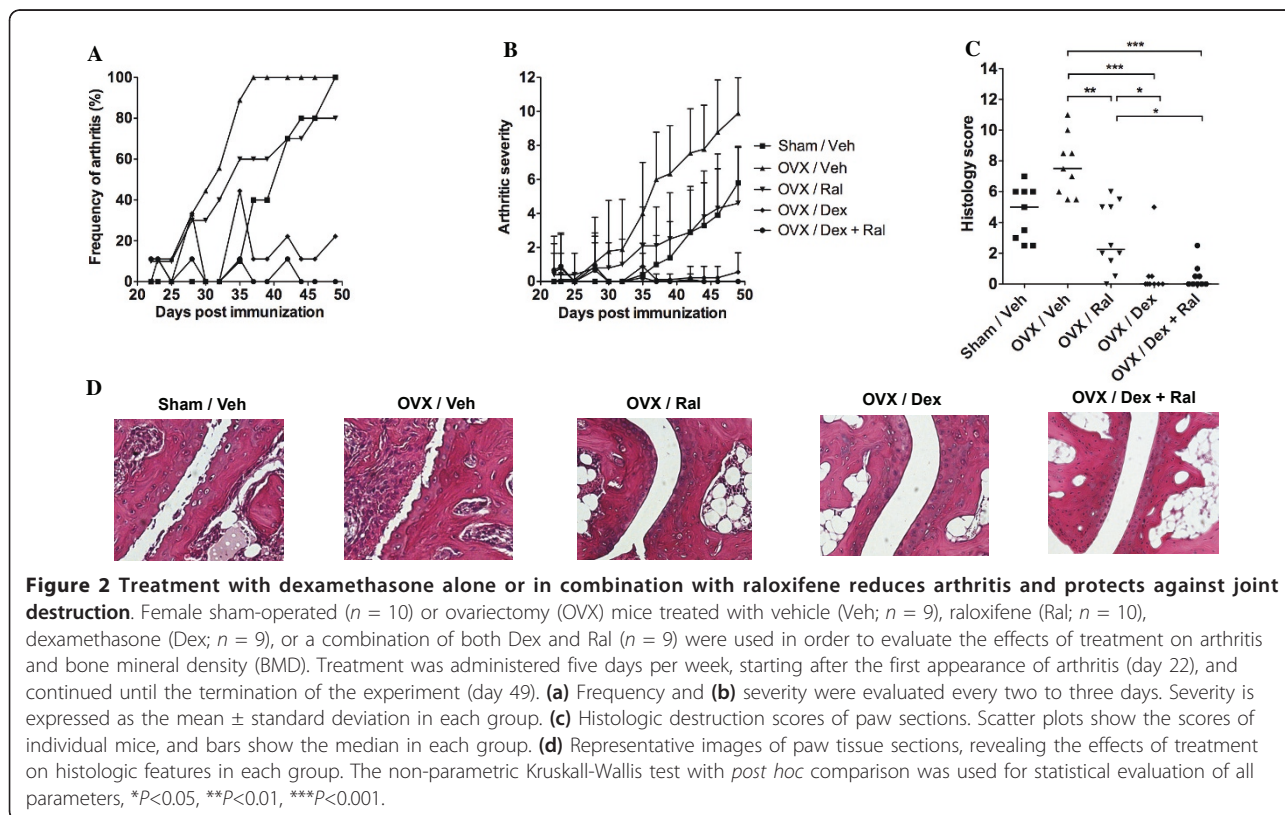 A
B
C
Frequency of arthritis (%)
100
80
60
40
20
0
20 25 30 35 40 45 50
Days post immunization
Arthritic severity
12
10
8
6
4
2
0
20 25 30 35 40 45 50
Days post immunization
Sham / Veh
OVX / Veh
OVX / Ral
OVX / Dex
OVX / Dex + Ral
Histology score
14
12
10
8
6
4
2
0
***
***
** *
*
Sham / Veh
OVX / Veh
OVX / Ral
OVX / Dex
OVX / Dex + Ral
D
Sham / Veh OVX / Veh OVX / Ral OVX / Dex OVX / Dex + Ral
Figure 2 Treatment with dexamethasone alone or in combination with raloxifene reduces arthritis and protects against joint
destruction. Female sham-operated (n = 10) or ovariectomy (OVX) mice treated with vehicle (Veh; n = 9), raloxifene (Ral; n = 10),
dexamethasone (Dex; n = 9), or a combination of both Dex and Ral (n = 9) were used in order to evaluate the effects of treatment on arthritis
and bone mineral density (BMD). Treatment was administered five days per week, starting after the first appearance of arthritis (day 22), and
continued until the termination of the experiment (day 49). (a) Frequency and (b) severity were evaluated every two to three days. Severity is
expressed as the mean ± standard deviation in each group. (c) Histologic destruction scores of paw sections. Scatter plots show the scores of
individual mice, and bars show the median in each group. (d) Representative images of paw tissue sections, revealing the effects of treatment
on histologic features in each group. The non-parametric Kruskall-Wallis test with post hoc comparison was used for statistical evaluation of all
parameters, *P<0.05, **P<0.01, ***P<0.001.